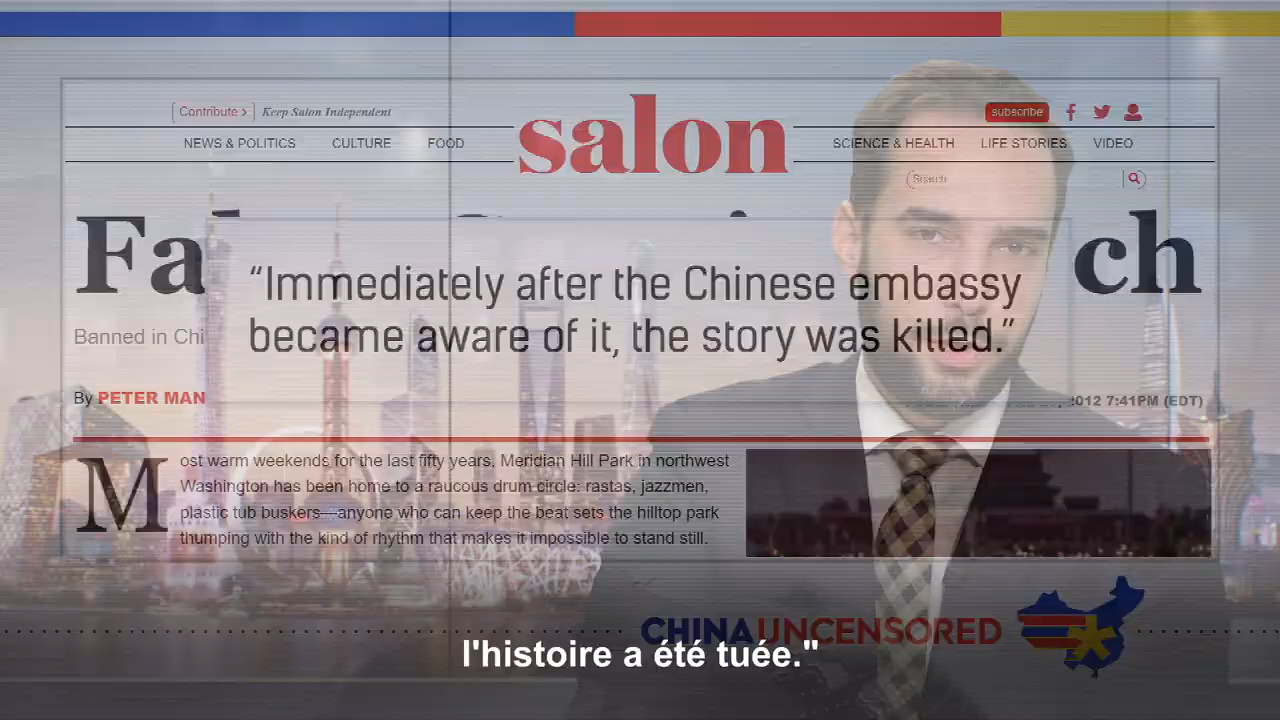 Contribute > Keep Salon Independent
salon
subscribe
NEWS & POLITICS CULTURE FOOD SCIENCE & HEALTH LIFE STORIES VIDEO
Search
Fa ch
“Immediately after the Chinese embassy
became aware of it, the story was killed.”
Banned in Chi
By PETER MAN 2012 7:41PM (EDT)
Most warm weekends for the last fifty years, Meridian Hill Park in northwest
Washington has been home to a raucous drum circle: rastas, jazzmen,
plastic tub buskers—anyone who can keep the beat sets the hilltop park
thumping with the kind of rhythm that makes it impossible to stand still.
CHINA UNCENSORED
l'histoire a été tuée."